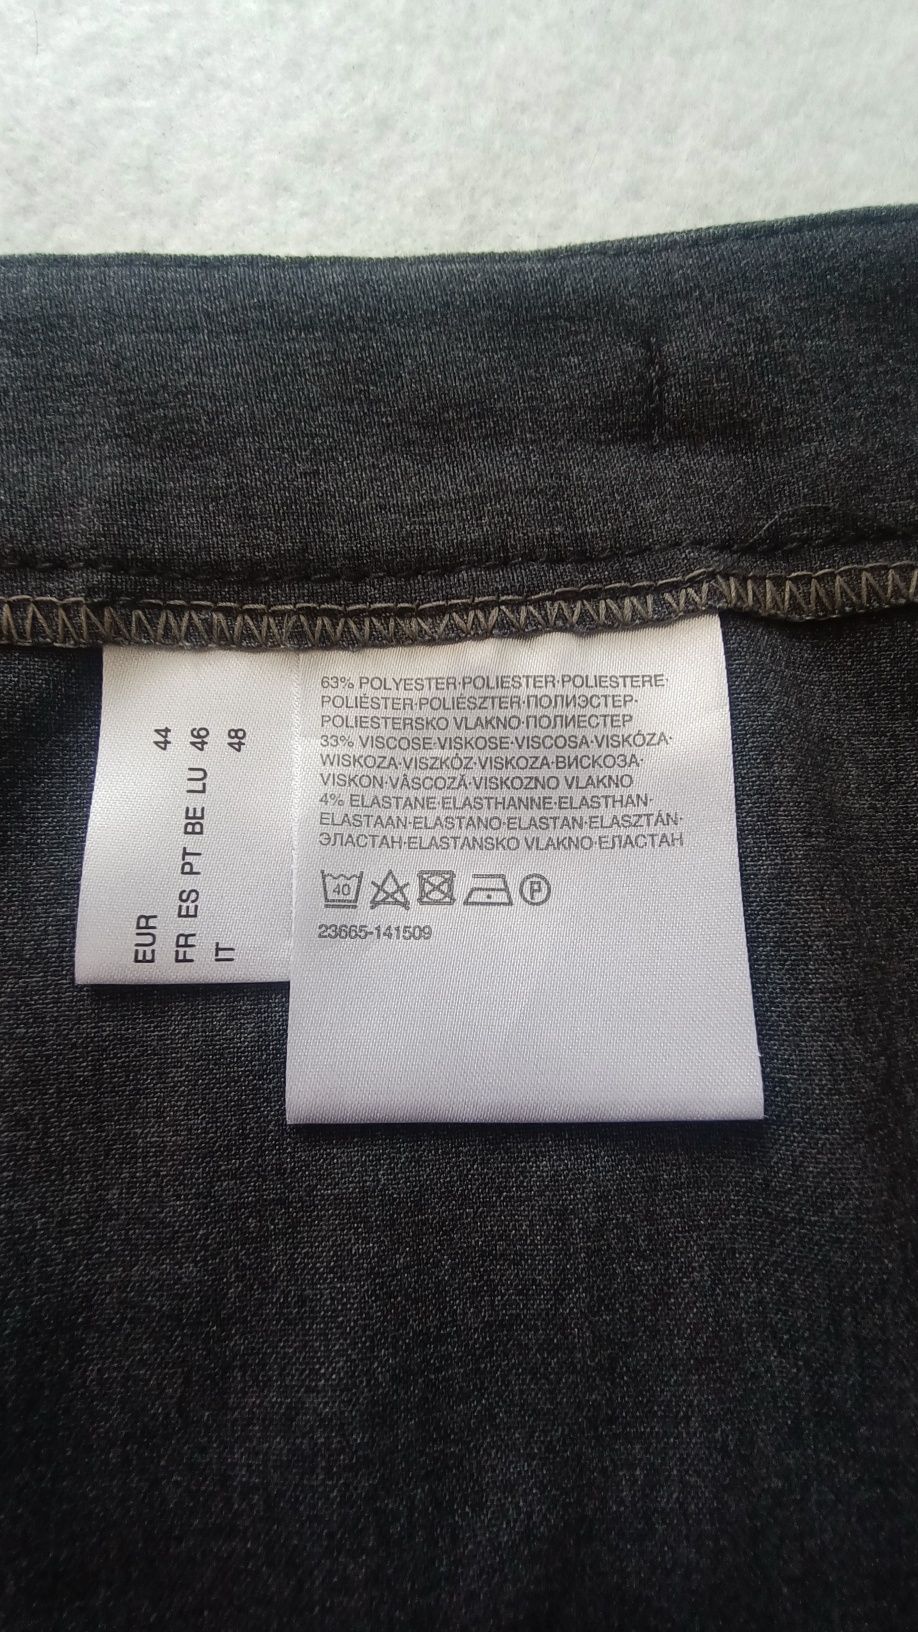 EUR 44
FR ES PT BE LU 46
IT 48
63% POLYESTER·POLIESTER·POLIESTERE·
POLIÉSTER·POLIÉSZTER·ПОЛИЭСТЕР·
POLIESTERSKO VLAKNO·ПОЛИЕСТЕР
33% VISCOSE·VISKOSE·VISCOSA·VISKÓZA·
WISKOZA·VISZKÓZ·VISKOZA·ВИСКОЗА·
VISKON·VÂSCOZĂ·VISKOZNO VLAKNO
4% ELASTANE·ELASTHANNE·ELASTHAN·
ELASTAAN·ELASTANO·ELASTAN·ELASZTÁN·
ЭЛАСТАН·ELASTANSKO VLAKNO·ЕЛАСТАН
40 P
23665-141509